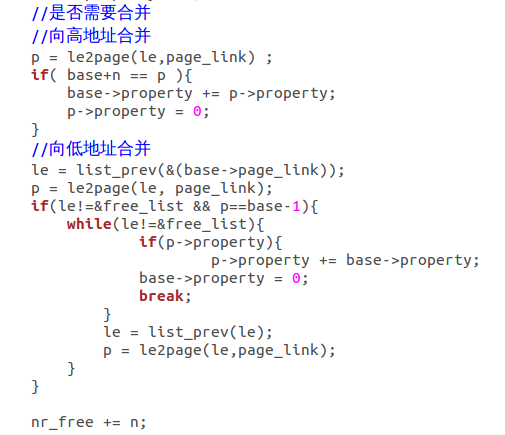 //是否需要合并
//向高地址合并
p = le2page(le,page_link) ;
if( base+n == p ){
    base->property += p->property;
    p->property = 0;
}
//向低地址合并
le = list_prev(&(base->page_link));
p = le2page(le, page_link);
if(le!=&free_list && p==base-1){
    while(le!=&free_list){
            if(p->property){
                    p->property += base->property;
            base->property = 0;
            break;
        }
        le = list_prev(le);
        p = le2page(le,page_link);
    }
}

nr_free += n;